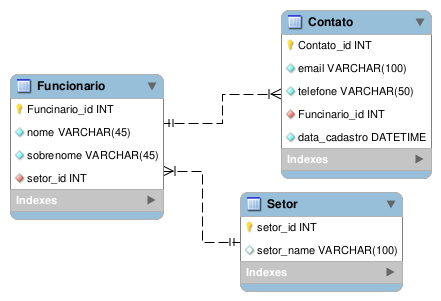 Funcionario
Funcinario_id INT
nome VARCHAR(45)
sobrenome VARCHAR(45)
setor_id INT
Indexes
Contato
Contato_id INT
email VARCHAR(100)
telefone VARCHAR(50)
Funcinario_id INT
data_cadastro DATETIME
Indexes
Setor
setor_id INT
setor_name VARCHAR(100)
Indexes